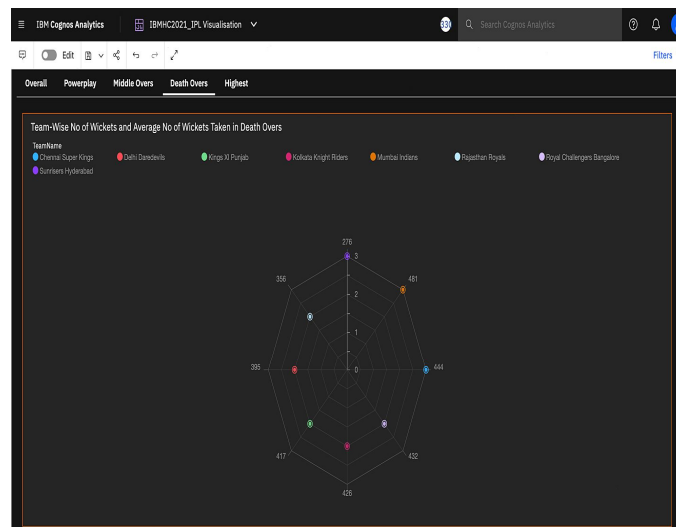 IBM Cognos Analytics
IBMHC2021_IPL Visualisation
Search Cognos Analytics
Edit
Filters
Overall Powerplay Middle Overs Death Overs Highest
Team-Wise No of Wickets and Average No of Wickets Taken in Death Overs
TeamName
Chennai Super Kings Delhi Daredevils Kings XI Punjab Kolkata Knight Riders Mumbai Indians Rajasthan Royals Royal Challengers Bangalore
Sunrisers Hyderabad
276
3
356
481
2
1
395
0
444
417
432
426